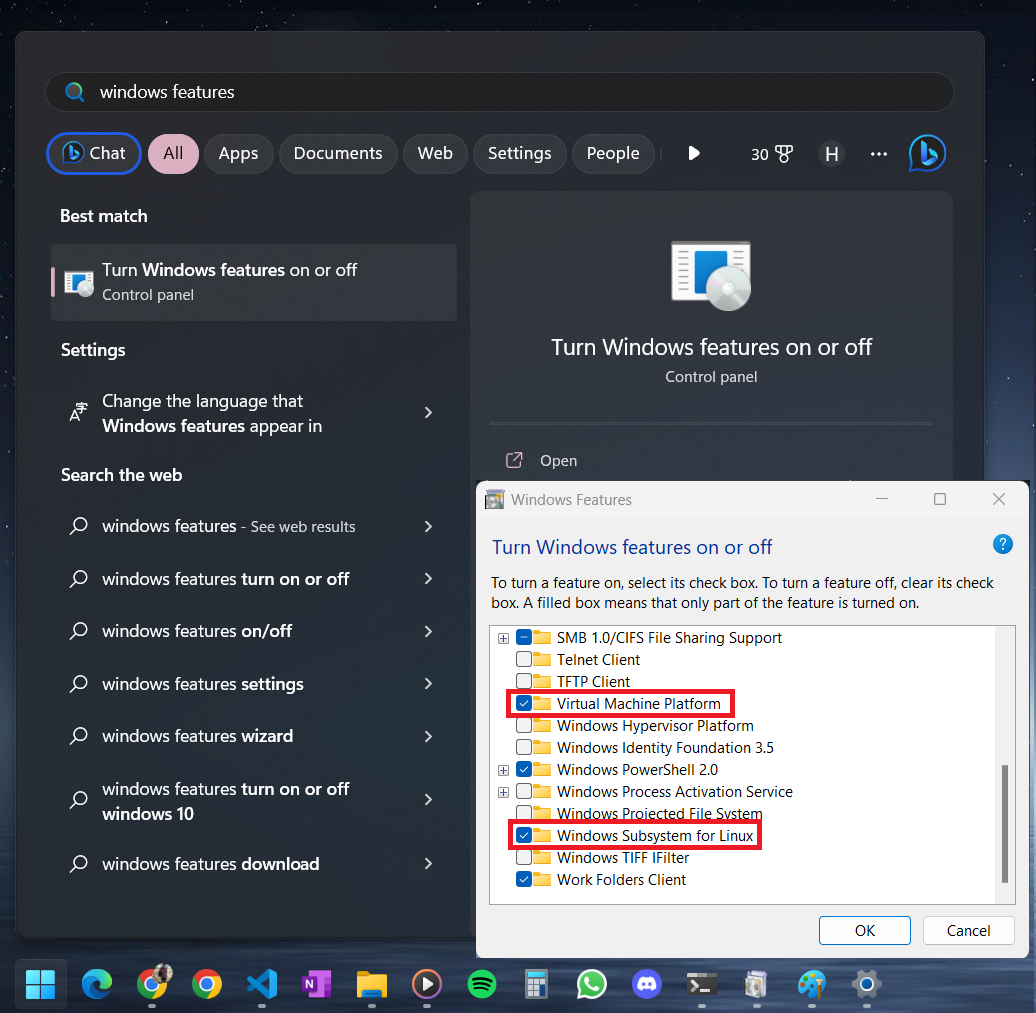 windows features
Chat
All
Apps
Documents
Web
Settings
People
30
H
Best match
Turn Windows features on or off
Control panel
Settings
Change the language that
Windows features appear in
Search the web
windows features - See web results
windows features turn on or off
windows features on/off
windows features settings
windows features wizard
windows features turn on or off
windows 10
windows features download
Turn Windows features on or off
Control panel
Open
Windows Features
Turn Windows features on or off
?
To turn a feature on, select its check box. To turn a feature off, clear its check
box. A filled box means that only part of the feature is turned on.
SMB 1.0/CIFS File Sharing Support
Telnet Client
TFTP Client
Virtual Machine Platform
Windows Hypervisor Platform
Windows Identity Foundation 3.5
Windows PowerShell 2.0
Windows Process Activation Service
Windows Projected File System
Windows Subsystem for Linux
Windows TIFF IFilter
Work Folders Client
OK
Cancel
N